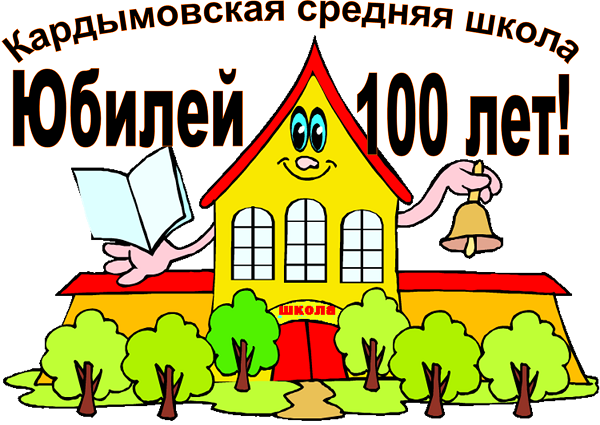 Кардымовская средняя школа
Юбилей 100 лет!
школа